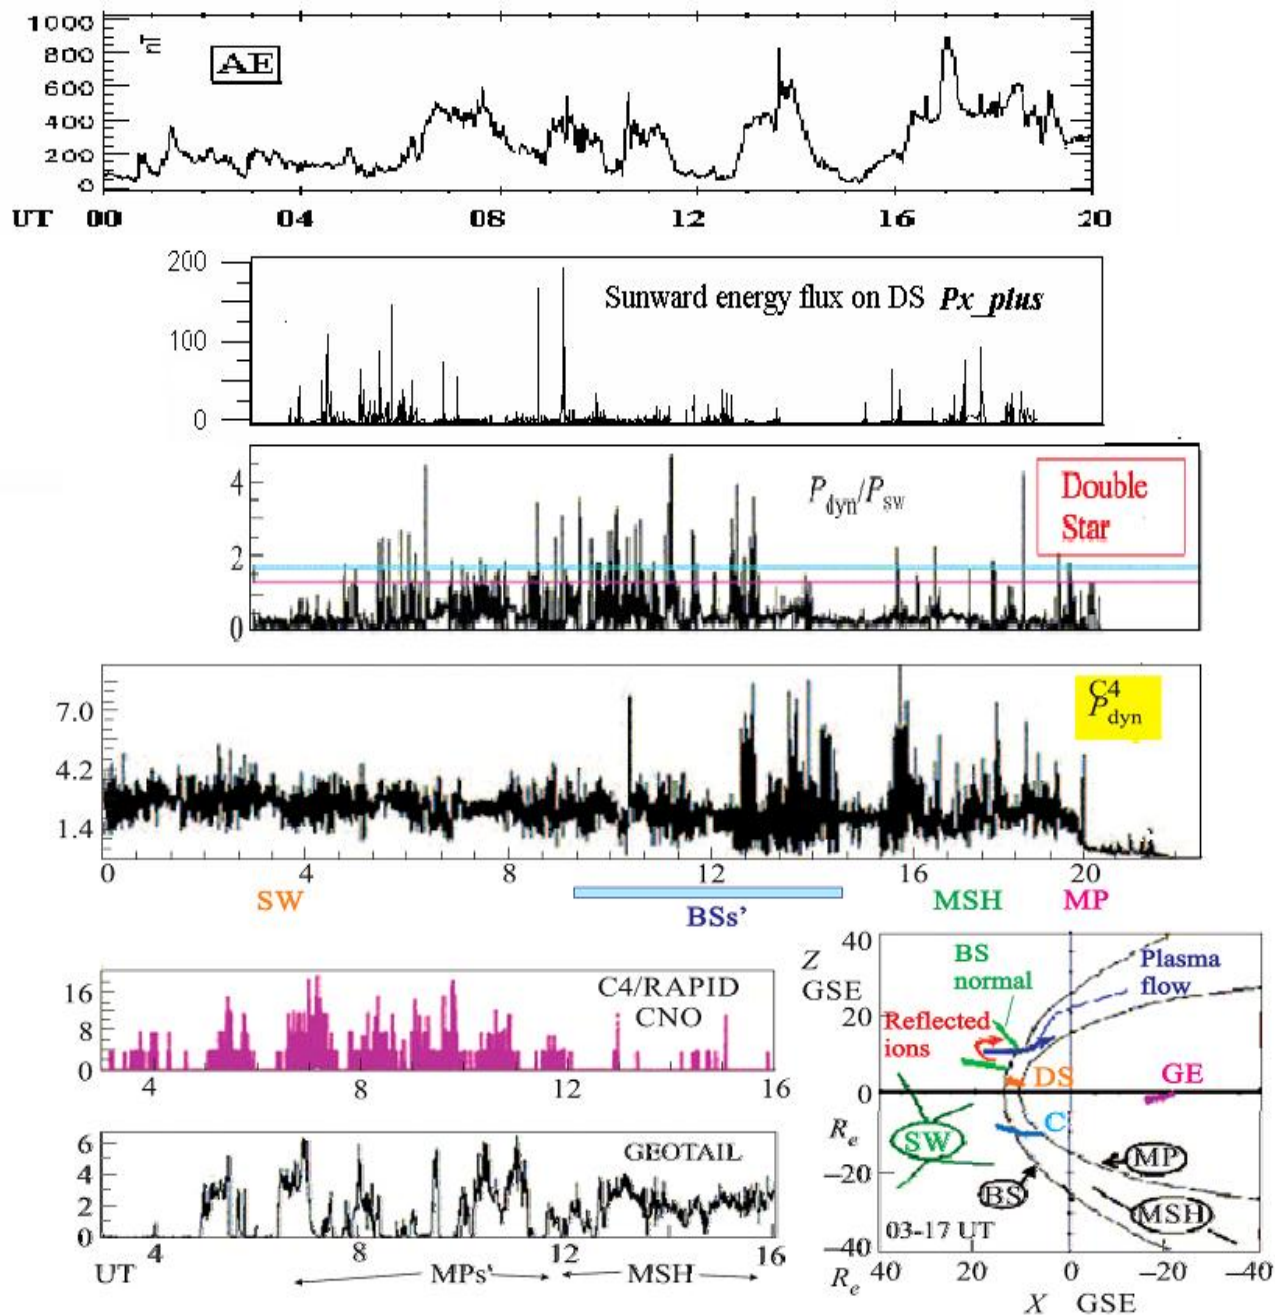 1000
800
600
400
200
0
nT
AE
UT 00 04 08 12 16 20
200
100
0
Sunward energy flux on DS Px_plus
4
2
0
Pdyn/Psw
Double
Star
7.0
4.2
1.4
C4
Pdyn
0 4 8 12 16 20
SW BSs’ MSH MP
16
8
0
C4/RAPID
CNO
4 8 12 16
6
4
2
0
GEOTAIL
UT 4 8 12 16
MPs' MSH
Z
GSE
40
20
0
Re
−20
−40
Re
BS
normal
Plasma
flow
Reflected
ions
DS
GE
SW
C
MP
BS
MSH
03-17 UT
40 20 0 −20 −40
X GSE